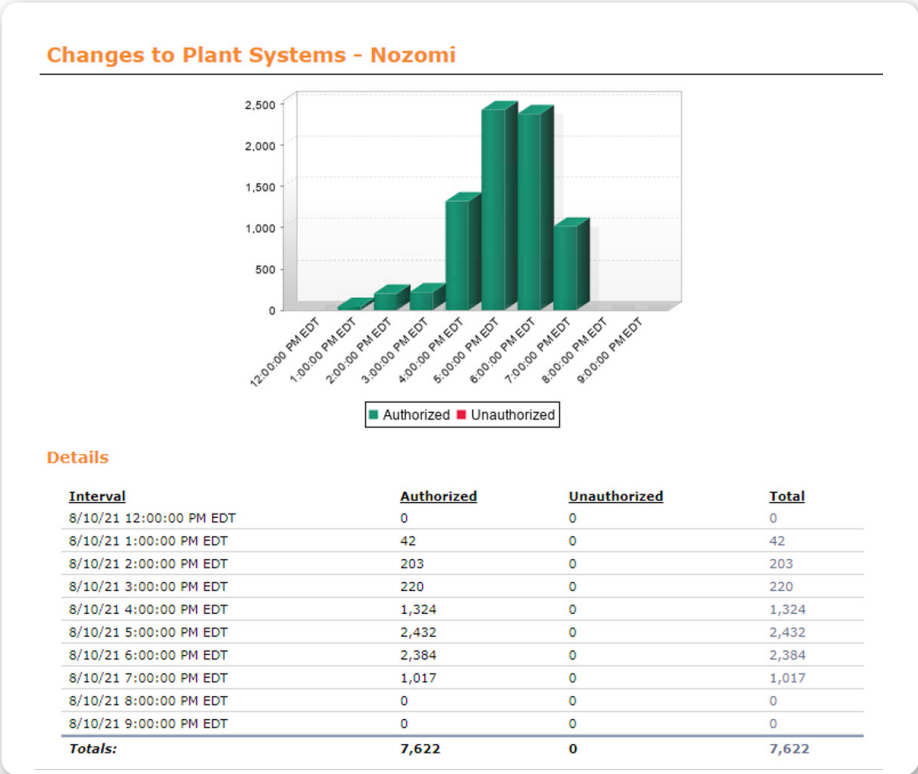 Changes to Plant Systems - Nozomi
2,500
2,000
1,500
1,000
500
0
12:00:00 PM EDT
1:00:00 PM EDT
2:00:00 PM EDT
3:00:00 PM EDT
4:00:00 PM EDT
5:00:00 PM EDT
6:00:00 PM EDT
7:00:00 PM EDT
8:00:00 PM EDT
9:00:00 PM EDT
Authorized Unauthorized
Details
Interval Authorized Unauthorized Total
8/10/21 12:00:00 PM EDT 0 0 0
8/10/21 1:00:00 PM EDT 42 0 42
8/10/21 2:00:00 PM EDT 203 0 203
8/10/21 3:00:00 PM EDT 220 0 220
8/10/21 4:00:00 PM EDT 1,324 0 1,324
8/10/21 5:00:00 PM EDT 2,432 0 2,432
8/10/21 6:00:00 PM EDT 2,384 0 2,384
8/10/21 7:00:00 PM EDT 1,017 0 1,017
8/10/21 8:00:00 PM EDT 0 0 0
8/10/21 9:00:00 PM EDT 0 0 0
Totals: 7,622 0 7,622